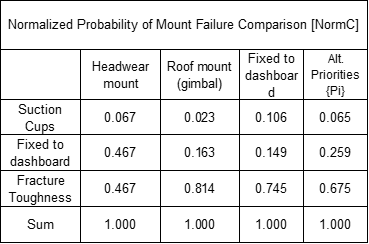 Normalized Probability of Mount Failure Comparison [NormC]
Headwear mount Roof mount (gimbal) Fixed to dashboar d Alt. Priorities {Pi}
Suction Cups 0.067 0.023 0.106 0.065
Fixed to dashboard 0.467 0.163 0.149 0.259
Fracture Toughness 0.467 0.814 0.745 0.675
Sum 1.000 1.000 1.000 1.000